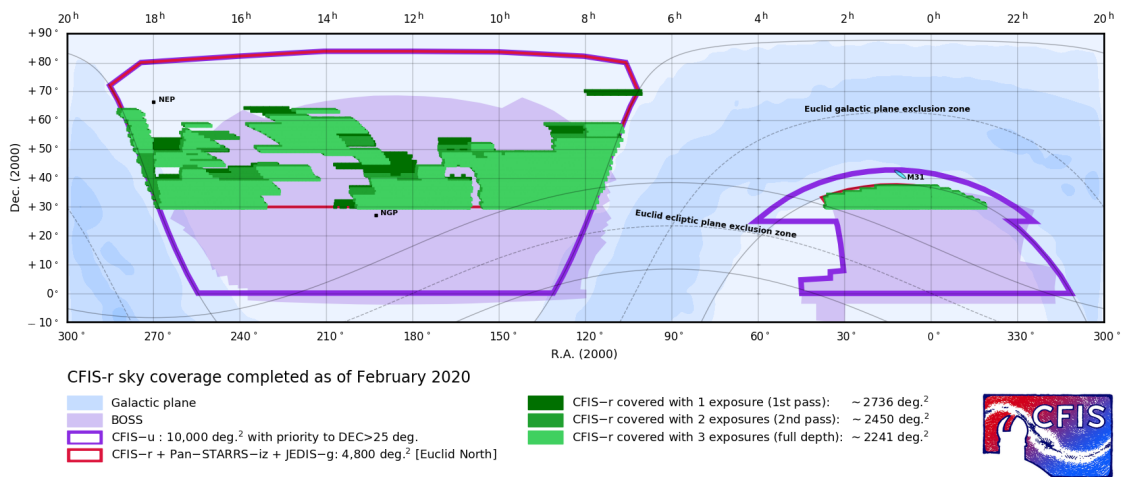 20h 18h 16h 14h 12h 10h 8h 6h 4h 2h 0h 22h 20h
+90°
+80°
+70°
+60°
+50°
+40°
+30°
+20°
+10°
0°
−10°
Dec. (2000)
NEP
NGP
Euclid galactic plane exclusion zone
M31
Euclid ecliptic plane exclusion zone
300° 270° 240° 210° 180° 150° 120° 90° 60° 30° 0° 330° 300°
R.A. (2000)
CFIS-r sky coverage completed as of February 2020
Galactic plane
BOSS
CFIS−u : 10,000 deg.² with priority to DEC>25 deg.
CFIS−r + Pan−STARRS−iz + JEDIS−g: 4,800 deg.² [Euclid North]
CFIS−r covered with 1 exposure (1st pass): ~2736 deg.²
CFIS−r covered with 2 exposures (2nd pass): ~2450 deg.²
CFIS−r covered with 3 exposures (full depth): ~2241 deg.²
CFIS